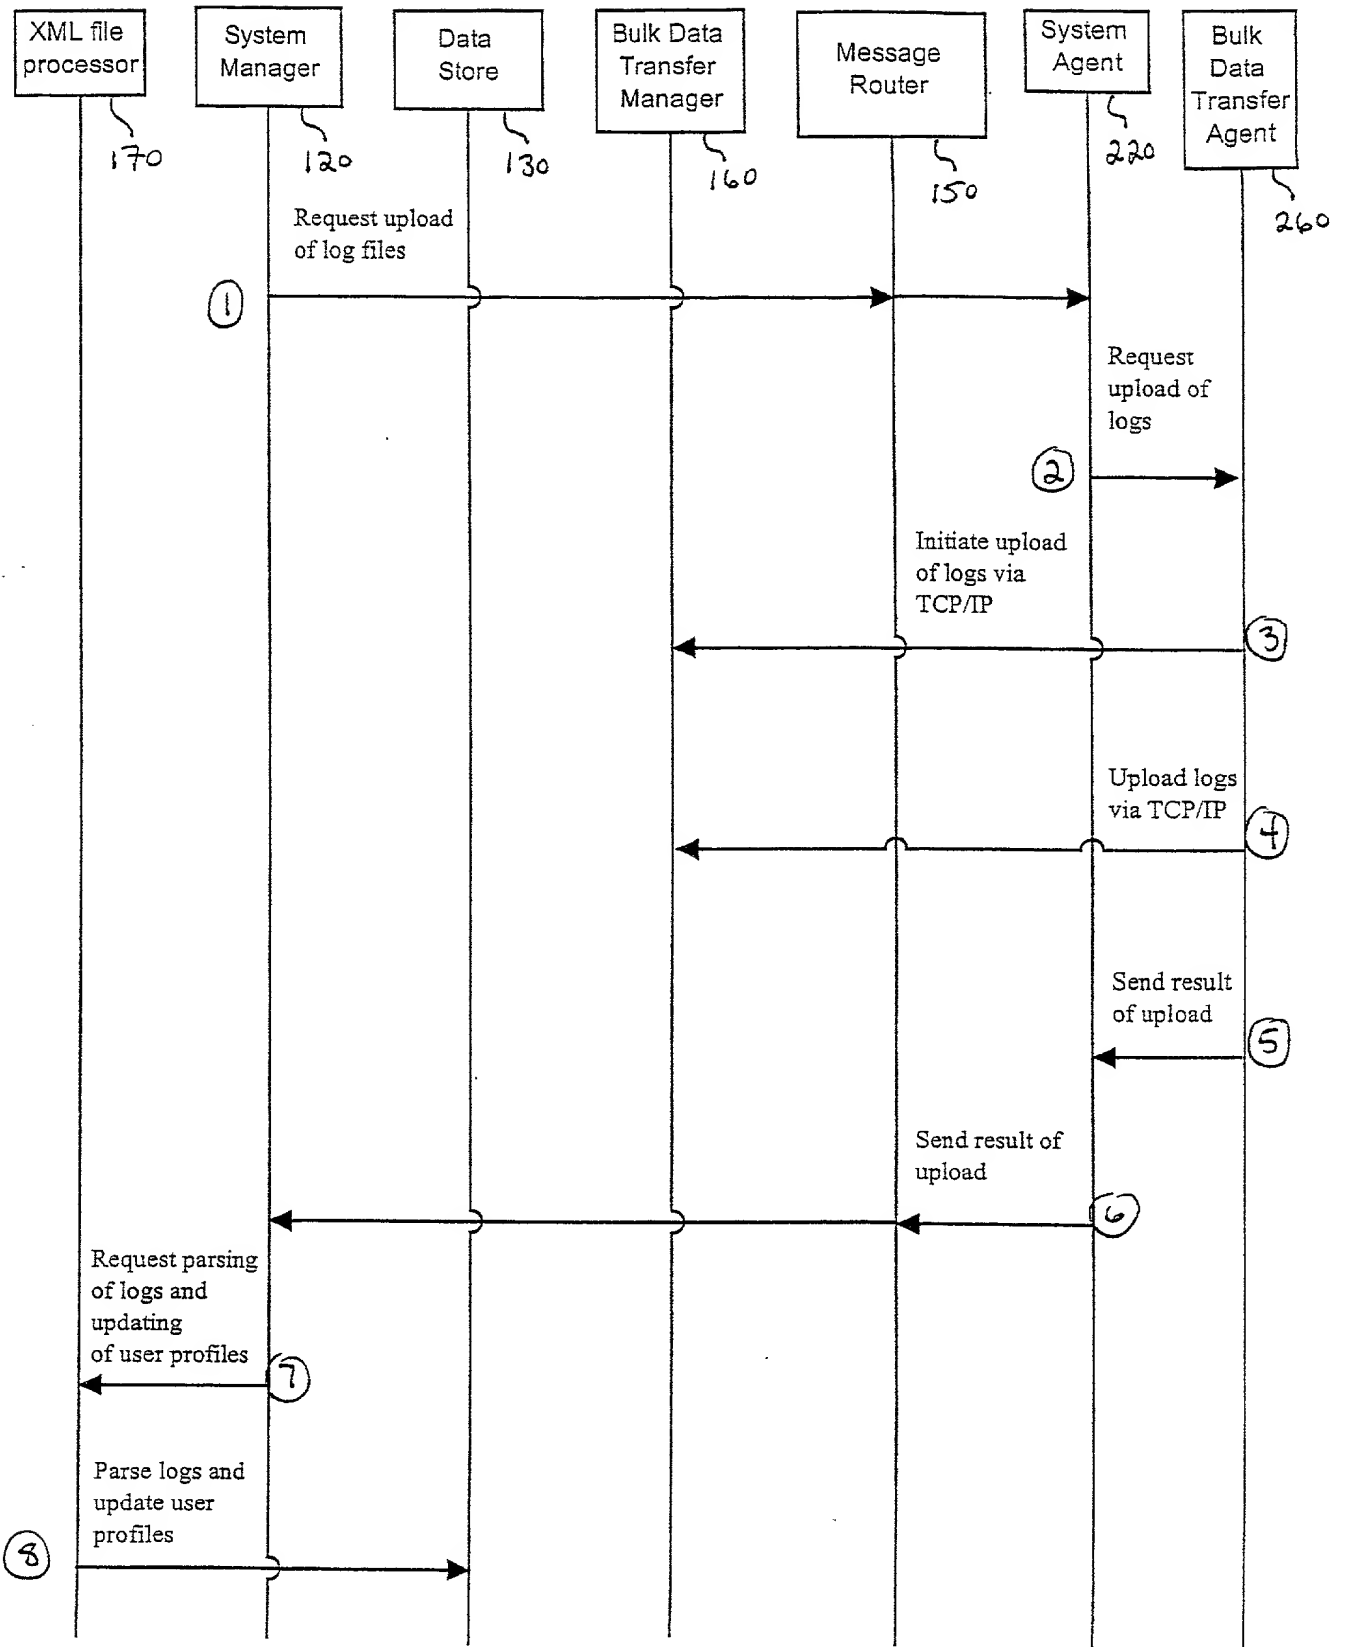 XML file
processor
System
Manager
Data
Store
Bulk Data
Transfer
Manager
Message
Router
System
Agent
Bulk
Data
Transfer
Agent
170
120
130
160
150
220
260
Request upload
of log files
1
Request
upload of
logs
2
Initiate upload
of logs via
TCP/IP
3
Upload logs
via TCP/IP
4
Send result
of upload
5
Send result of
upload
6
Request parsing
of logs and
updating
of user profiles
7
Parse logs and
update user
profiles
8